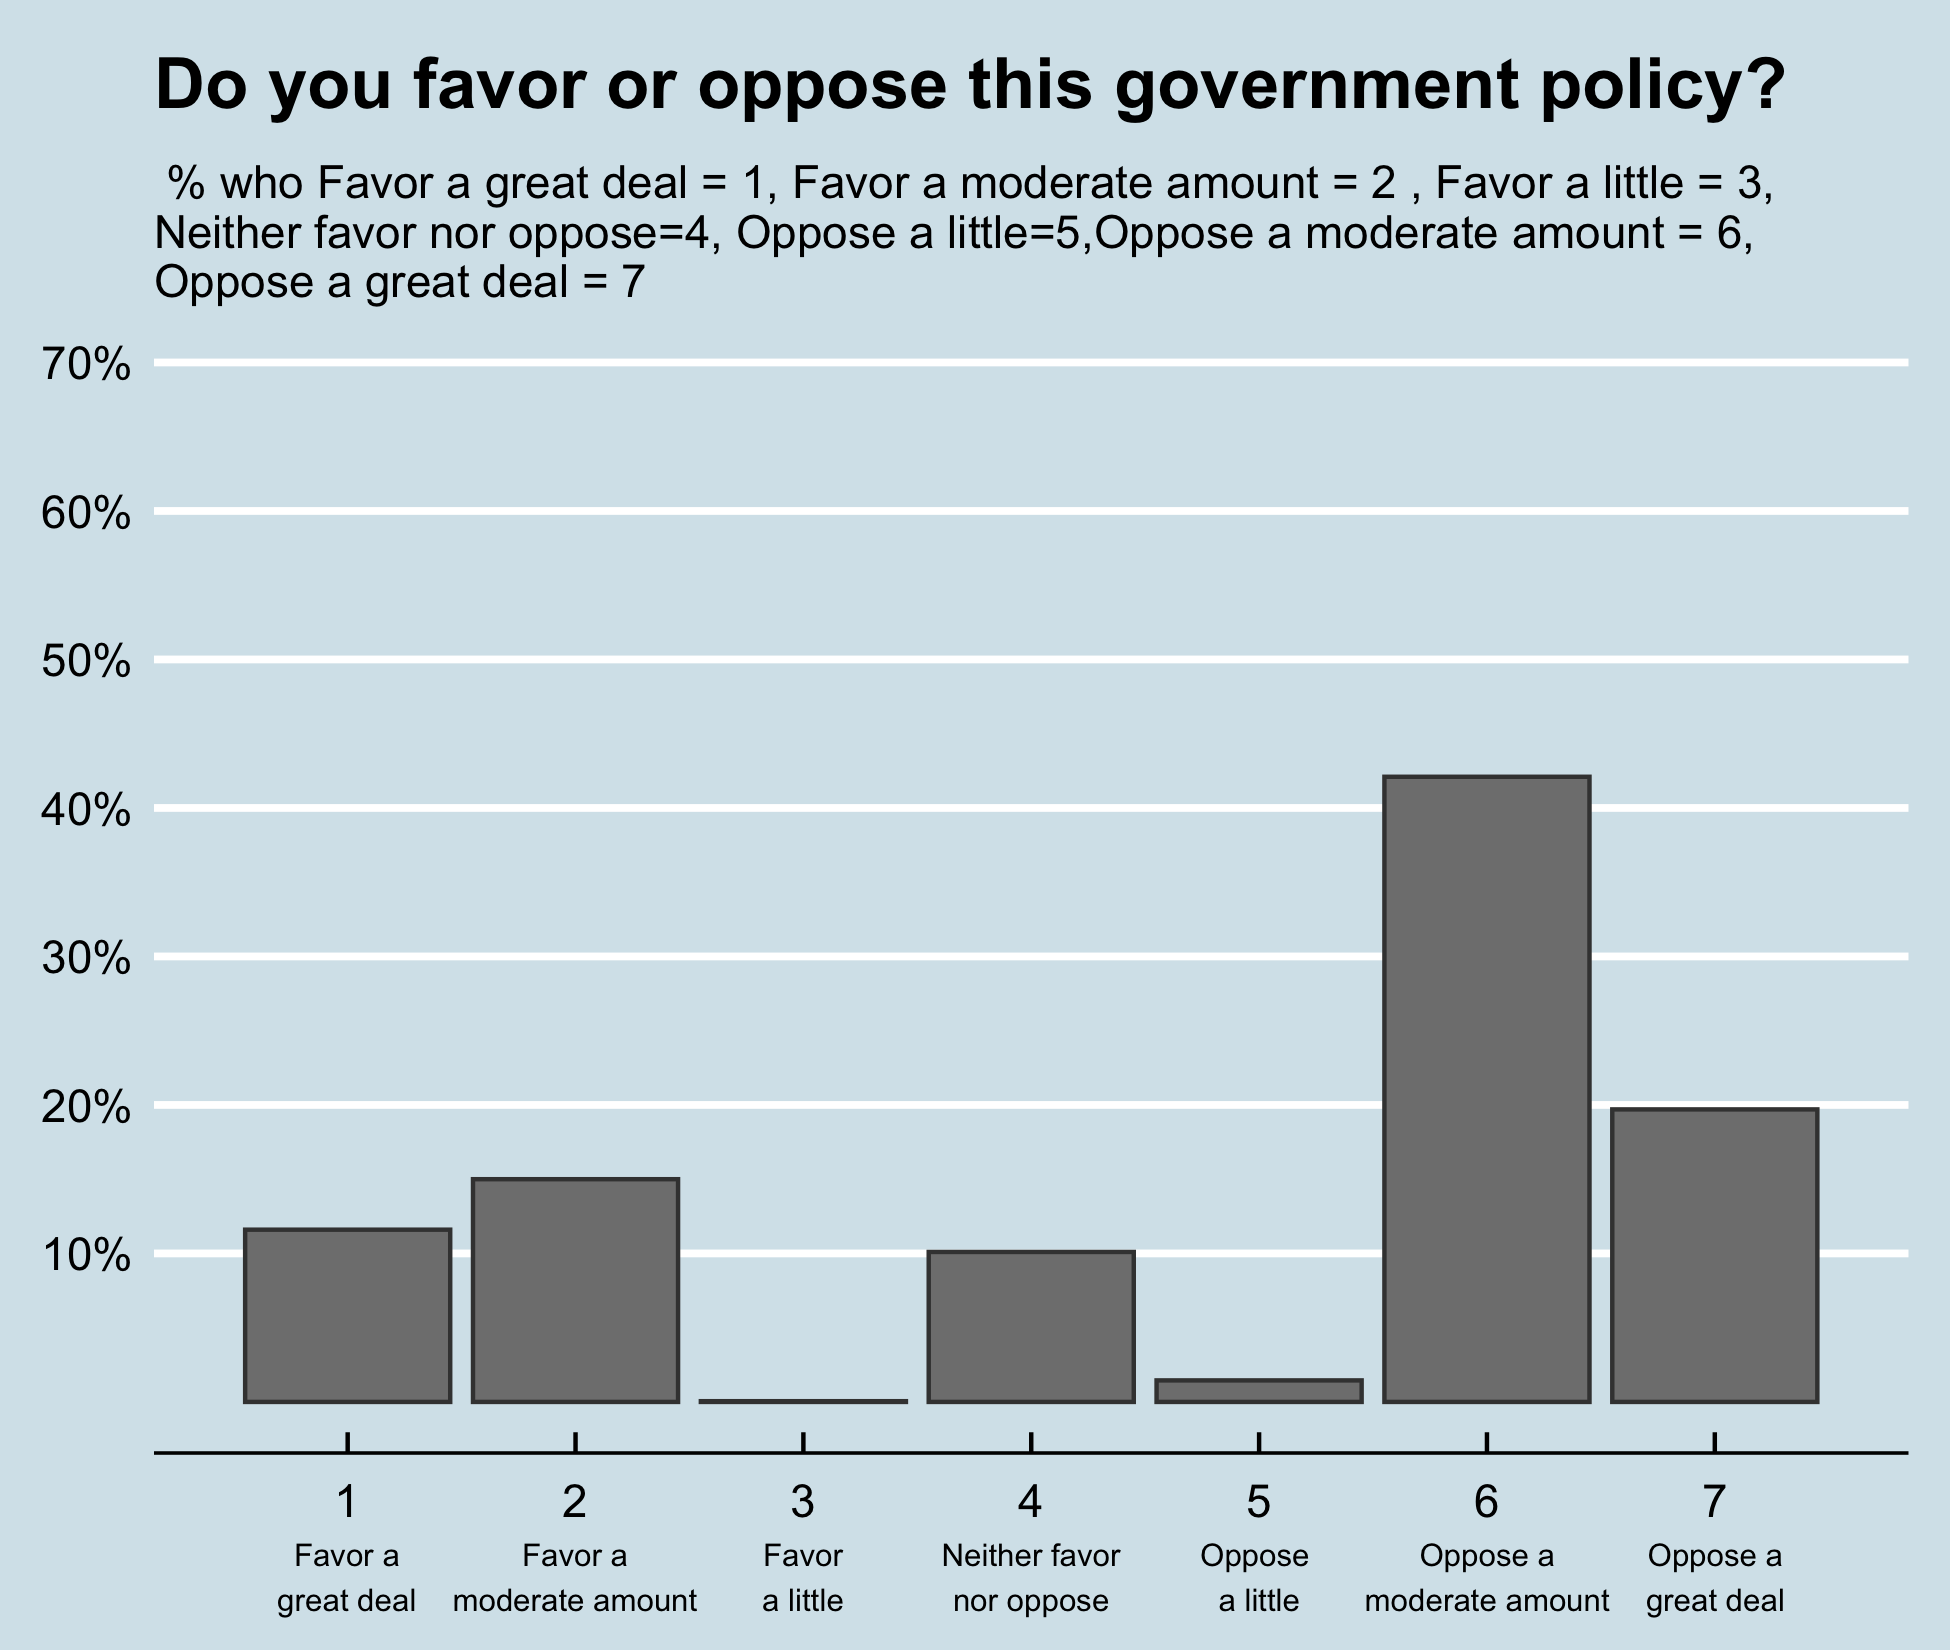 Do you favor or oppose this government policy?
% who Favor a great deal = 1, Favor a moderate amount = 2 , Favor a little = 3,
Neither favor nor oppose=4, Oppose a little=5,Oppose a moderate amount = 6,
Oppose a great deal = 7
70%
60%
50%
40%
30%
20%
10%
1 2 3 4 5 6 7
Favor a Favor a Favor Neither favor Oppose Oppose a Oppose a
great deal moderate amount a little nor oppose a little moderate amount great deal